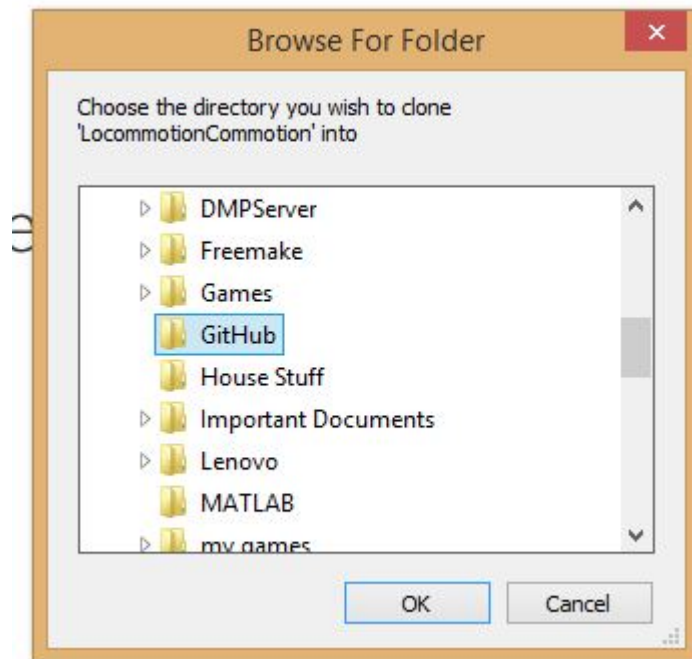 Browse For Folder
Choose the directory you wish to clone
'LocommotionCommotion' into
e
DMPServer
Freemake
Games
GitHub
House Stuff
Important Documents
Lenovo
MATLAB
my games
OK Cancel